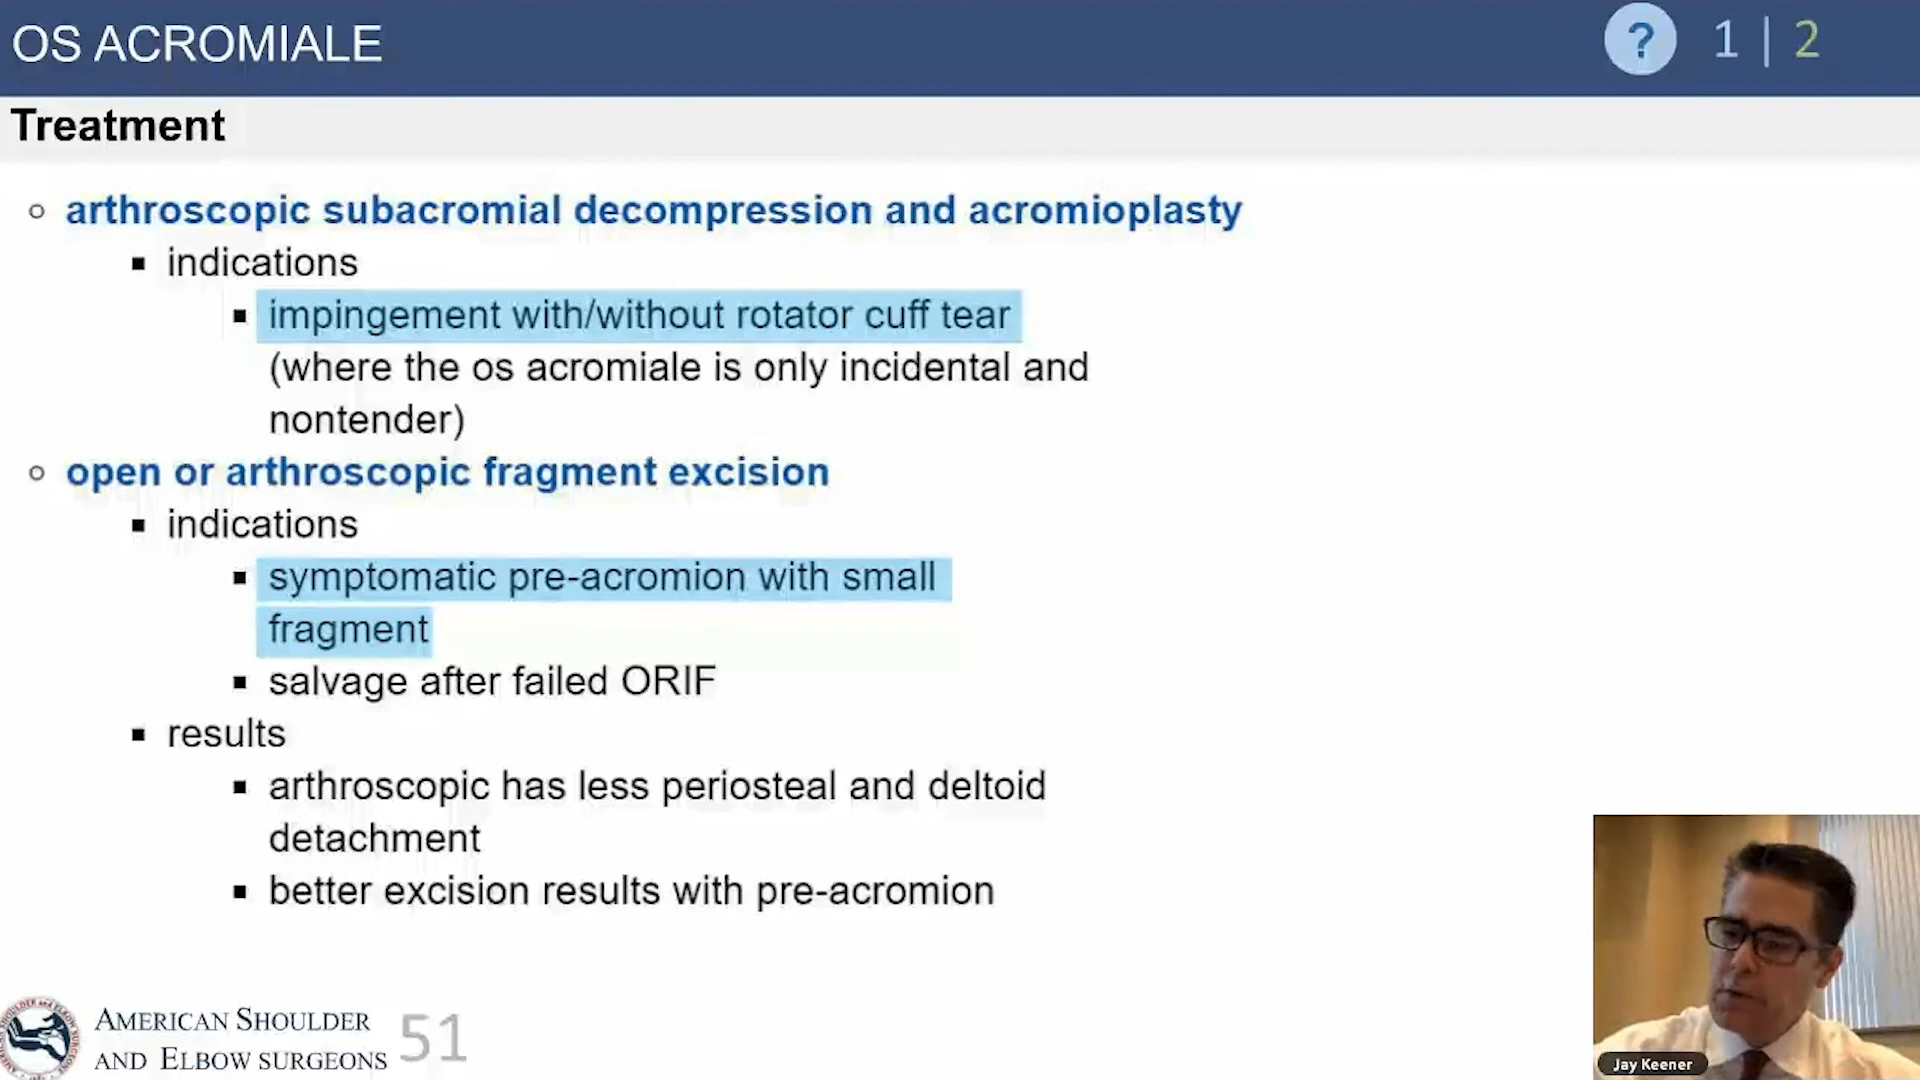 OS ACROMIALE
? 1 | 2
Treatment
arthroscopic subacromial decompression and acromioplasty
indications
impingement with/without rotator cuff tear
(where the os acromiale is only incidental and
nontender)
open or arthroscopic fragment excision
indications
symptomatic pre-acromion with small
fragment
salvage after failed ORIF
results
arthroscopic has less periosteal and deltoid
detachment
better excision results with pre-acromion
AMERICAN SHOULDER
AND ELBOW SURGEONS
51
Jay Keener